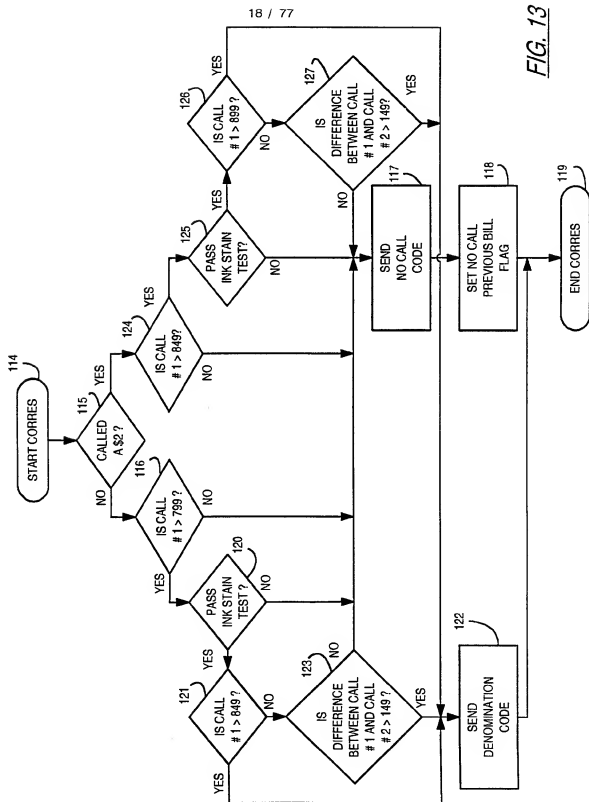 18 / 77
START CORRES
114
CALLED
A $2 ?
115
NO
YES
IS CALL
# 1 > 799 ?
116
YES
NO
IS CALL
# 1 > 849?
124
YES
NO
PASS
INK STAIN
TEST ?
120
YES
NO
PASS
INK STAIN
TEST?
125
YES
NO
IS CALL
# 1 > 849 ?
121
YES
NO
IS CALL
# 1 > 899 ?
126
YES
NO
IS
DIFFERENCE
BETWEEN CALL
# 1 AND CALL
# 2 > 149 ?
123
NO
YES
IS
DIFFERENCE
BETWEEN CALL
# 1 AND CALL
# 2 > 149?
127
NO
YES
SEND
NO CALL
CODE
117
SEND
DENOMINATION
CODE
122
SET NO CALL
PREVIOUS BILL
FLAG
118
END CORRES
119
FIG. 13